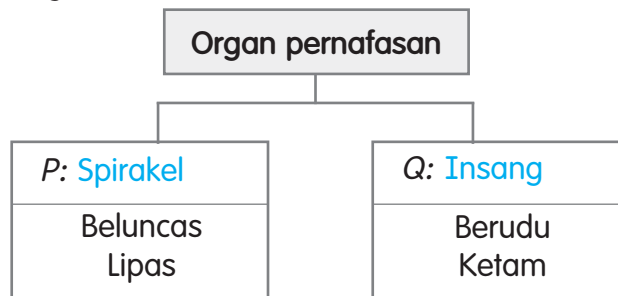 Organ pernafasan
P: Spirakel
Beluncas
Lipas
Q: Insang
Berudu
Ketam